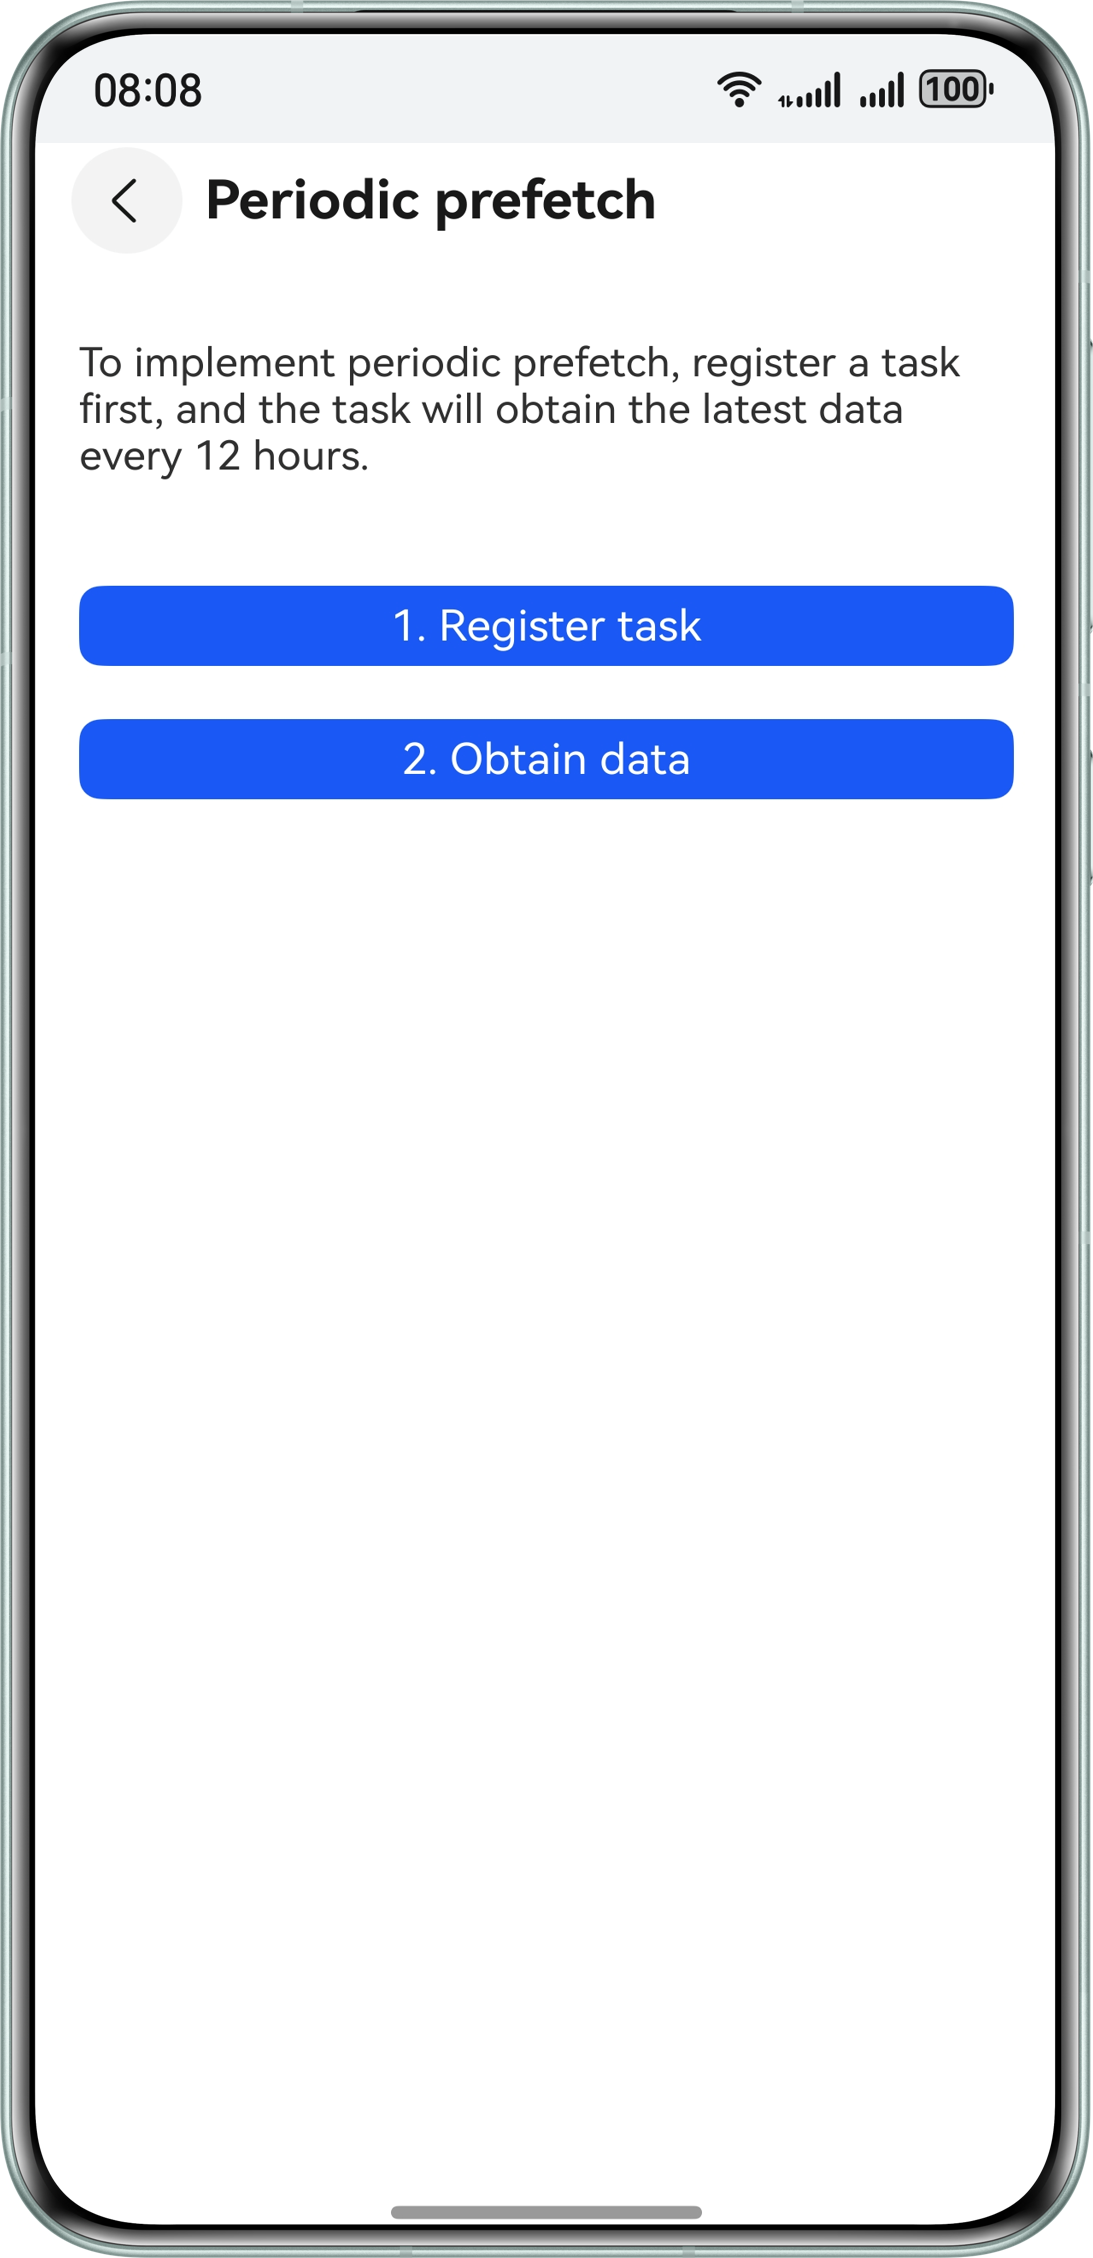 08:08
100
Periodic prefetch
To implement periodic prefetch, register a task
first, and the task will obtain the latest data
every 12 hours.
1. Register task
2. Obtain data